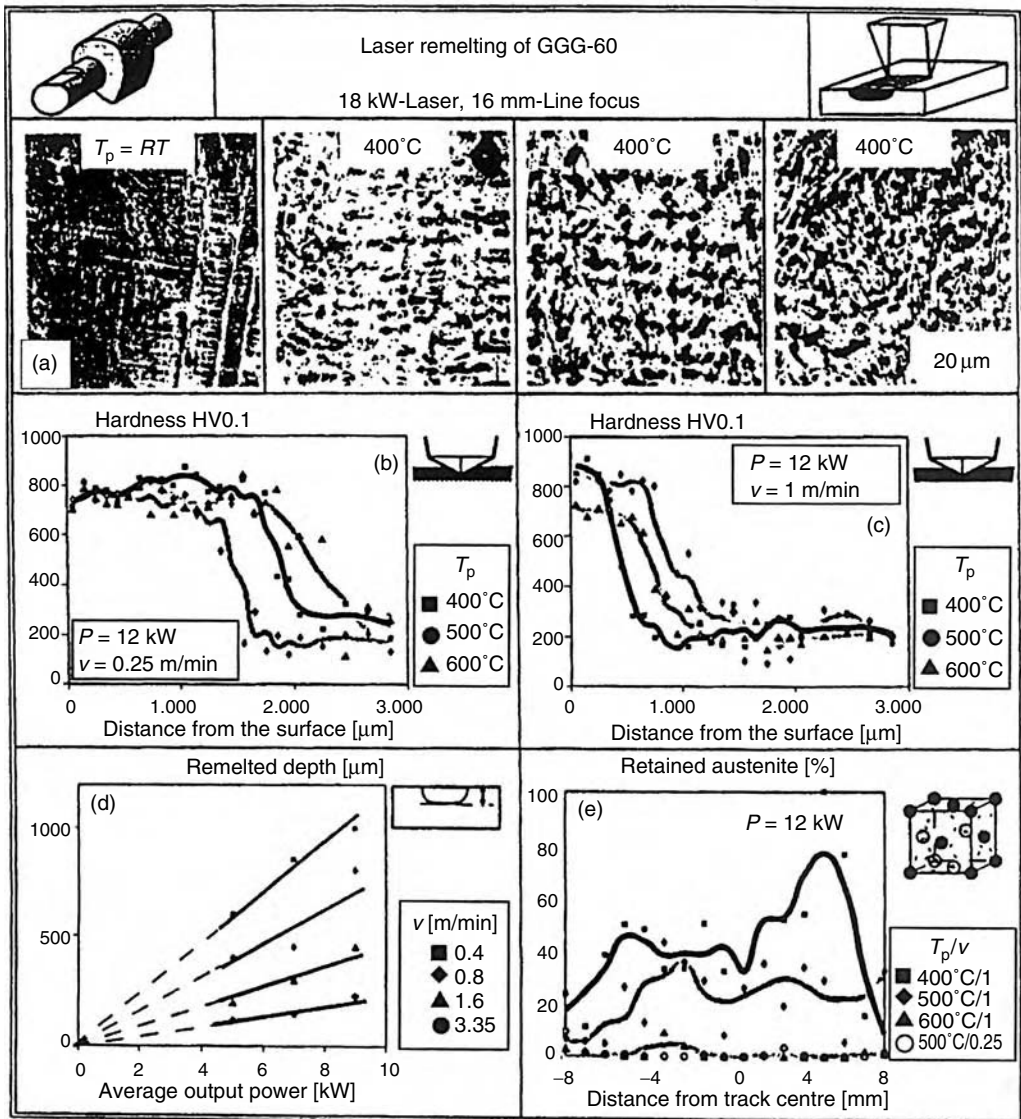 Laser remelting of GGG-60
18 kW-Laser, 16 mm-Line focus
Tp = RT
400°C
400°C
400°C
(a)
20 µm
Hardness HV0.1
1000
800
600
400
200
0
(b)
P = 12 kW
v = 0.25 m/min
0
1.000
2.000
3.000
Distance from the surface [µm]
Tp
400°C
500°C
600°C
Hardness HV0.1
1000
800
600
400
200
0
P = 12 kW
v = 1 m/min
(c)
0
1.000
2.000
3.000
Distance from the surface [µm]
Tp
400°C
500°C
600°C
Remelted depth [µm]
(d)
1000
500
0
0
2
4
6
8
10
Average output power [kW]
v [m/min]
0.4
0.8
1.6
3.35
Retained austenite [%]
(e)
P = 12 kW
100
80
60
40
20
0
−8
−4
0
4
8
Distance from track centre [mm]
Tp/v
400°C/1
500°C/1
600°C/1
500°C/0.25